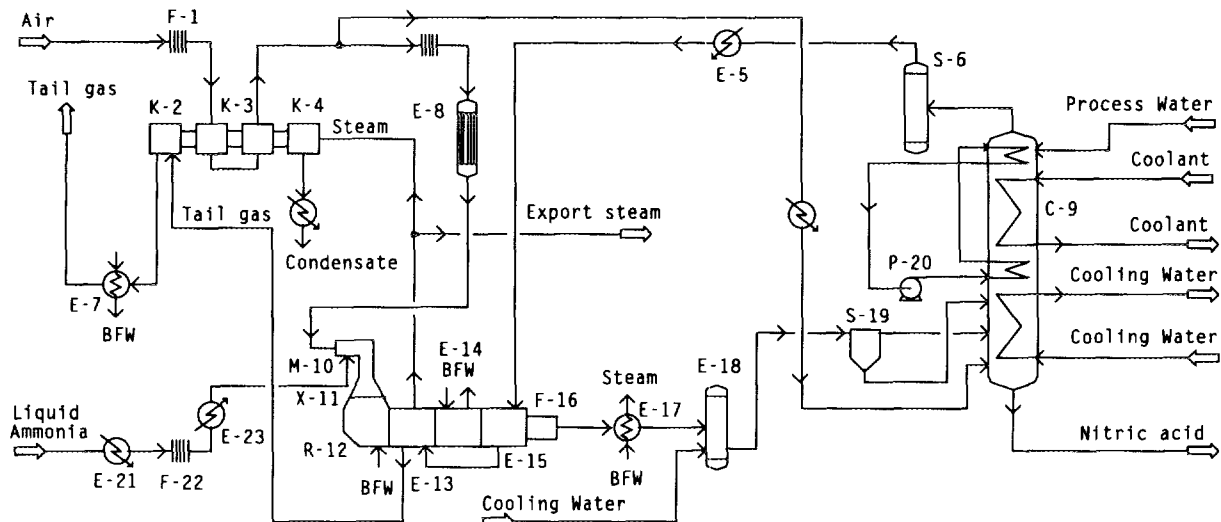 Air
F-1
Tail gas
K-2
K-3
K-4
Steam
E-8
E-5
S-6
Process Water
Coolant
C-9
Coolant
Tail gas
Export steam
Condensate
E-7
BFW
P-20
Cooling Water
S-19
Cooling Water
M-10
E-14
BFW
Steam
E-18
X-11
F-16
E-17
Liquid
Ammonia
E-23
R-12
E-15
Nitric acid
E-21
F-22
BFW
E-13
BFW
Cooling Water